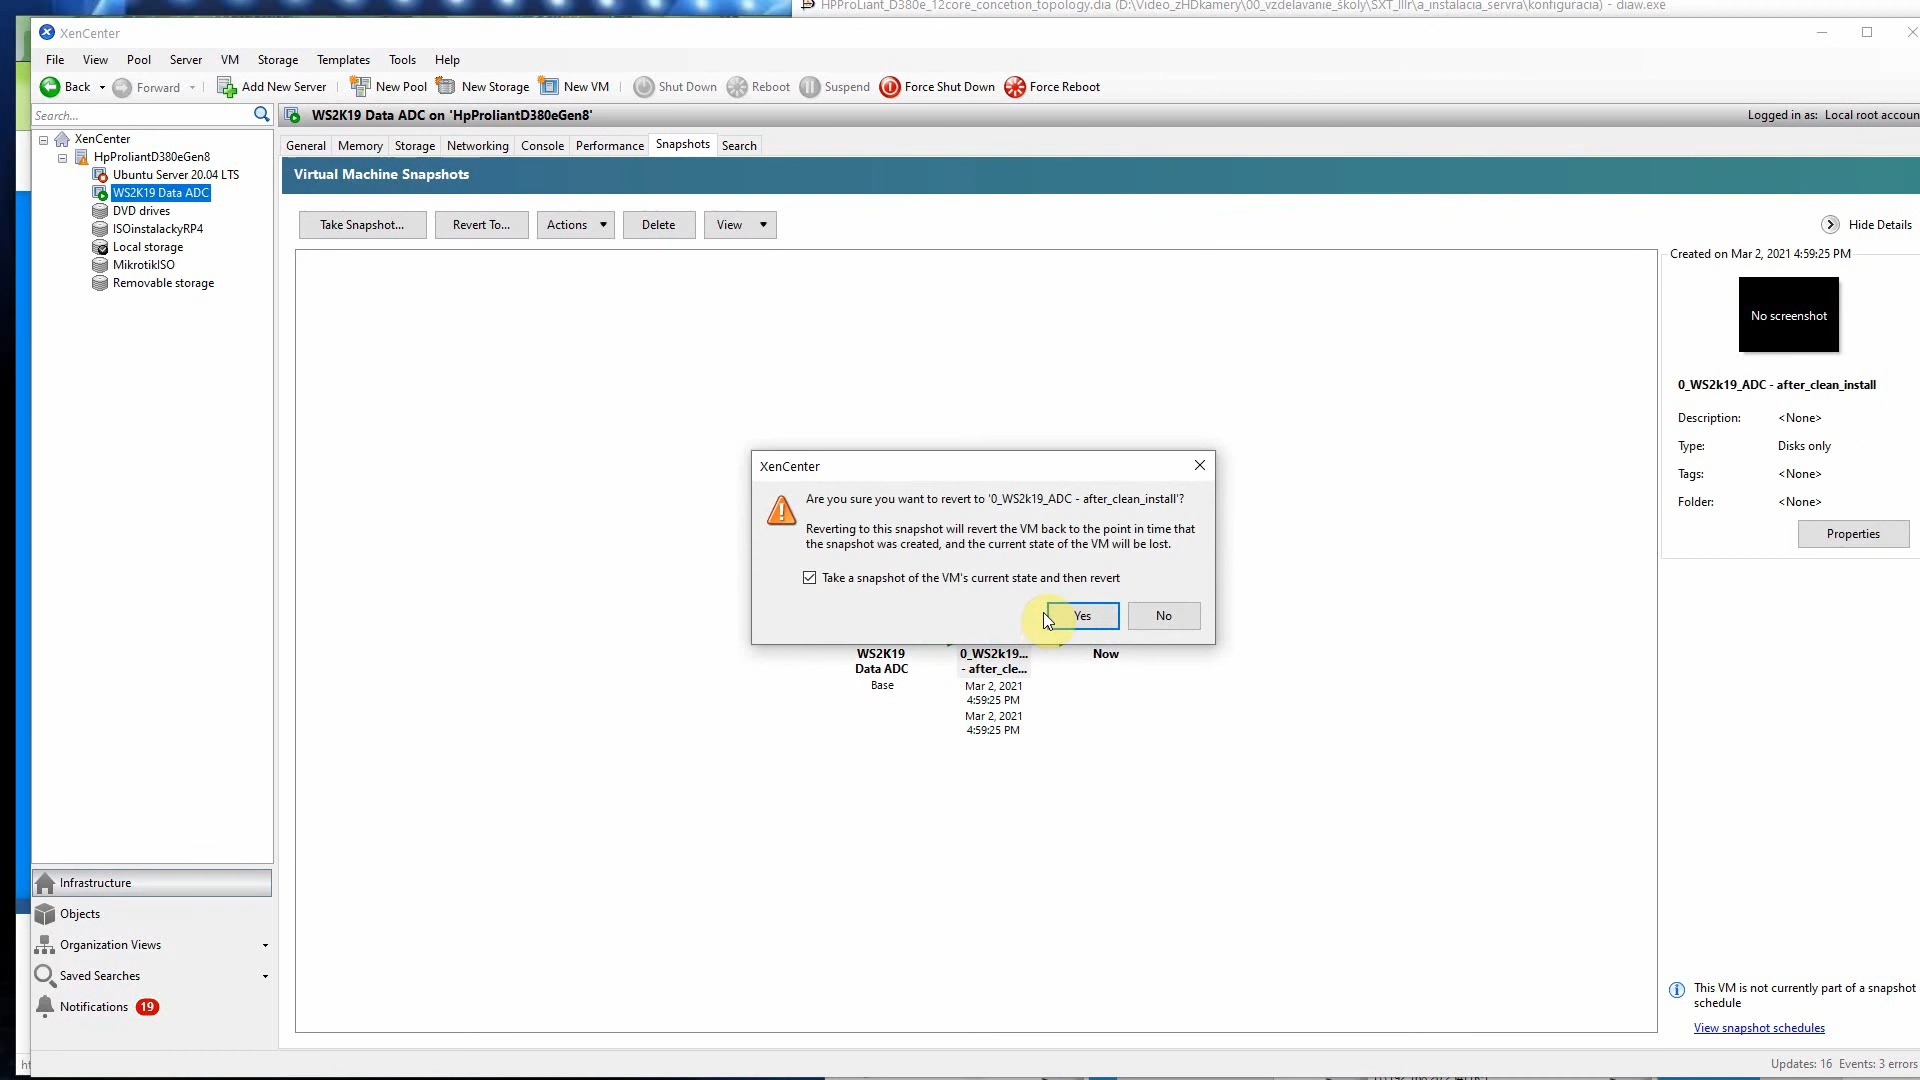 HPProLiant_D380e_12core_concetion_topology.dia (D:\Video_zHDkamery\00_vzdelavanie_školy\SXT_IIIr\a_instalacia_servra\konfiguracia) - diaw.exe
XenCenter
File View Pool Server VM Storage Templates Tools Help
Back Forward Add New Server New Pool New Storage New VM Shut Down Reboot Suspend Force Shut Down Force Reboot
Search...
WS2K19 Data ADC on 'HpProliantD380eGen8'
Logged in as: Local root accoun
XenCenter
HpProliantD380eGen8
Ubuntu Server 20.04 LTS
WS2K19 Data ADC
DVD drives
ISOinstalackyRP4
Local storage
MikrotikISO
Removable storage
General Memory Storage Networking Console Performance Snapshots Search
Virtual Machine Snapshots
Take Snapshot... Revert To... Actions Delete View
Hide Details
Created on Mar 2, 2021 4:59:25 PM
No screenshot
0_WS2k19_ADC - after_clean_install
Description: <None>
Type: Disks only
Tags: <None>
Folder: <None>
Properties
XenCenter
Are you sure you want to revert to '0_WS2k19_ADC - after_clean_install'?
Reverting to this snapshot will revert the VM back to the point in time that
the snapshot was created, and the current state of the VM will be lost.
Take a snapshot of the VM's current state and then revert
Yes No
WS2K19
Data ADC
Base
0_WS2k19...
- after_cle...
Mar 2, 2021
4:59:25 PM
Mar 2, 2021
4:59:25 PM
Now
Infrastructure
Objects
Organization Views
Saved Searches
Notifications 19
This VM is not currently part of a snapshot
schedule
View snapshot schedules
Updates: 16 Events: 3 errors